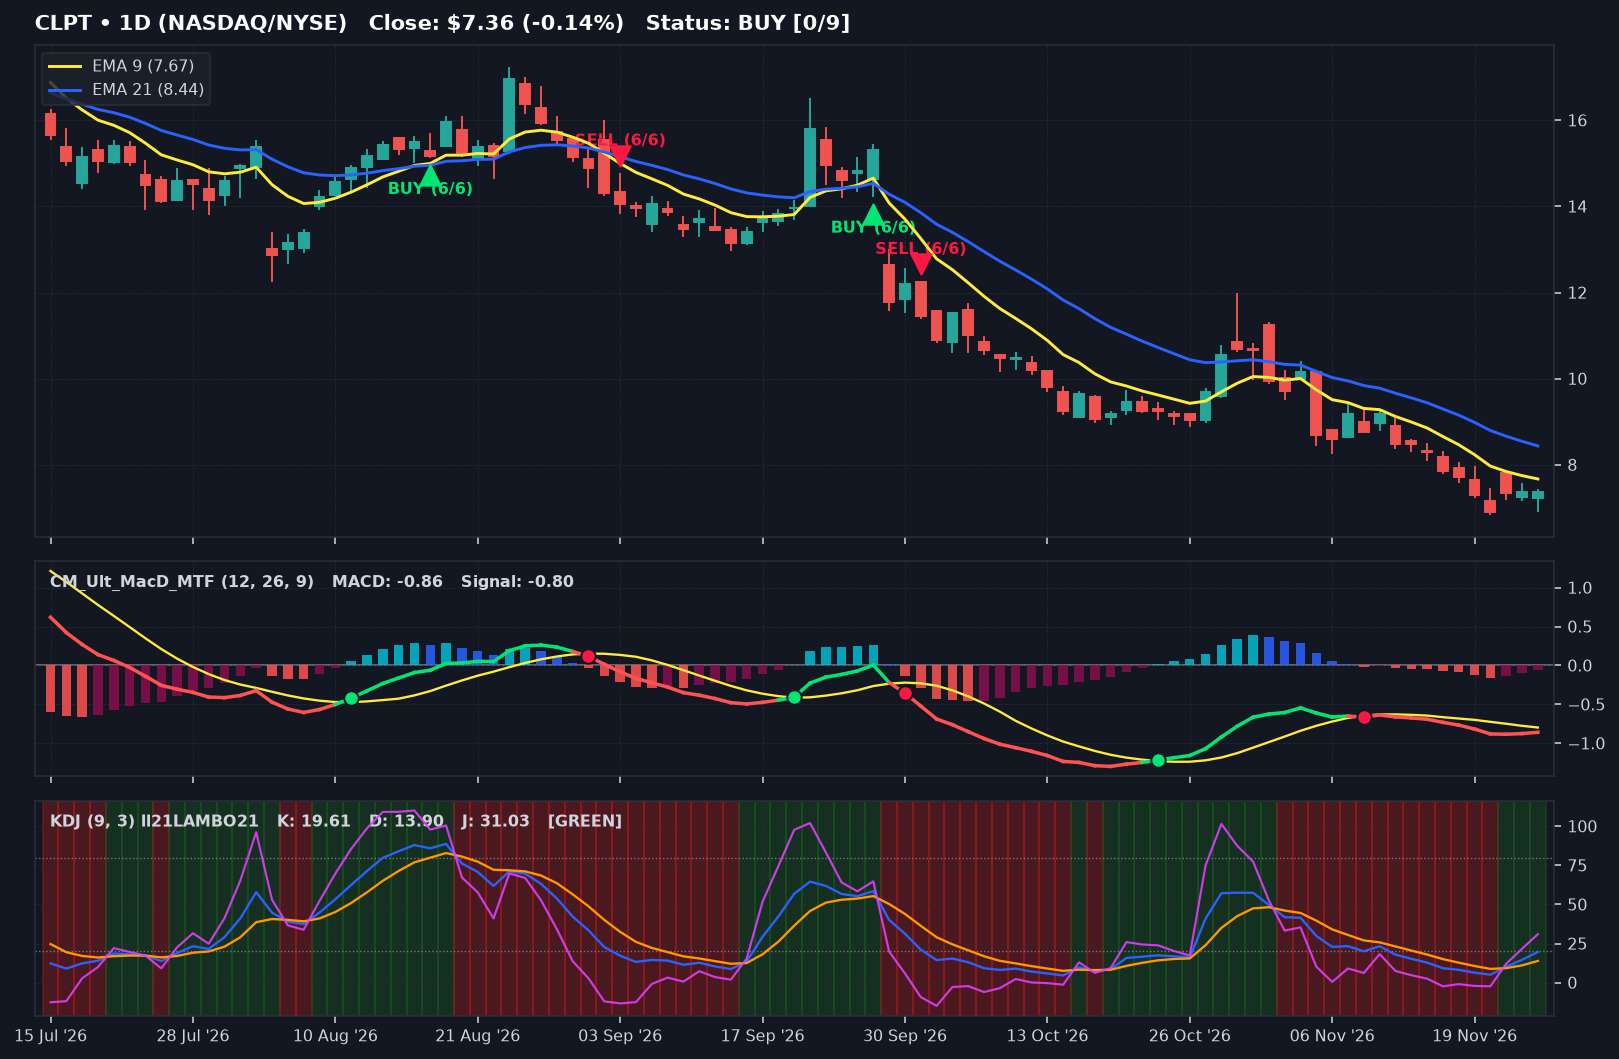 CLPT • 1D (NASDAQ/NYSE)   Close: $7.36 (-0.14%)   Status: BUY [0/9]
EMA 9 (7.67)
EMA 21 (8.44)
SELL (6/6)
BUY (6/6)
BUY (6/6)
SELL (6/6)
16
14
12
10
8
CM_Ult_MacD_MTF (12, 26, 9)   MACD: -0.86   Signal: -0.80
1.0
0.5
0.0
−0.5
−1.0
KDJ (9, 3) II21LAMBO21   K: 19.61   D: 13.90   J: 31.03   [GREEN]
100
75
50
25
0
15 Jul '26   28 Jul '26   10 Aug '26   21 Aug '26   03 Sep '26   17 Sep '26   30 Sep '26   13 Oct '26   26 Oct '26   06 Nov '26   19 Nov '26